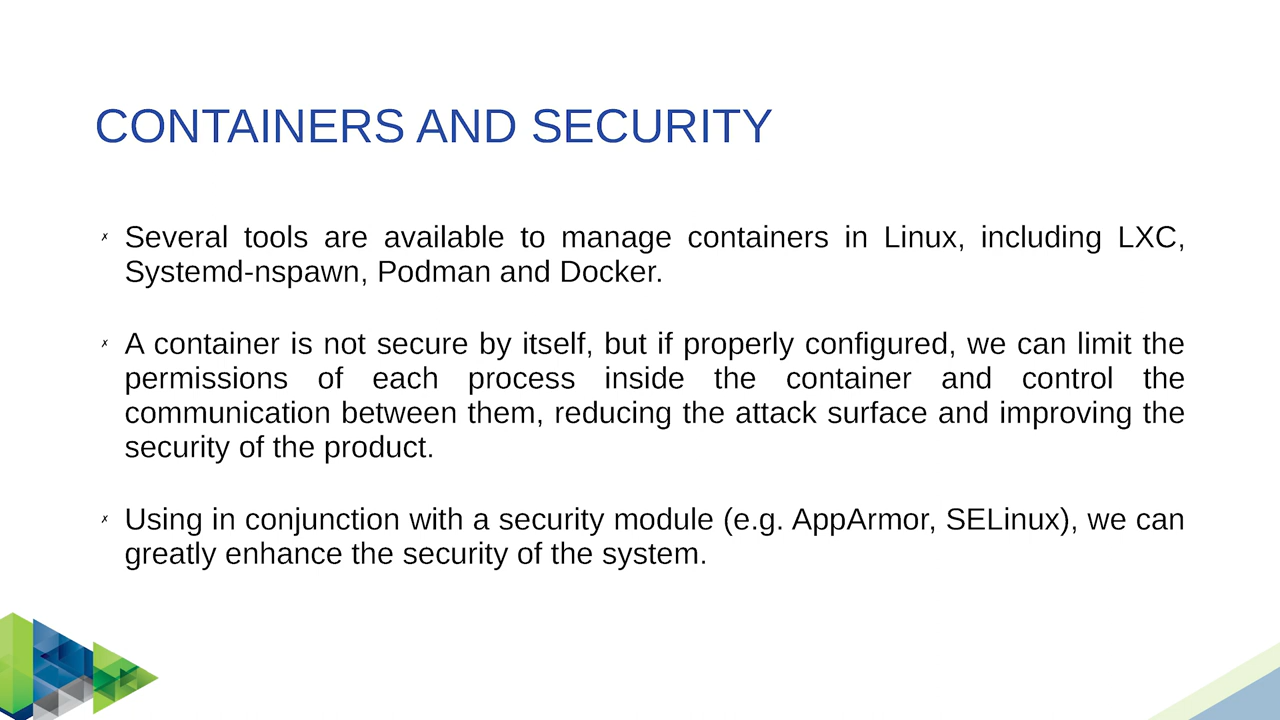 CONTAINERS AND SECURITY
✗ Several tools are available to manage containers in Linux, including LXC,
Systemd-nspawn, Podman and Docker.
✗ A container is not secure by itself, but if properly configured, we can limit the
permissions of each process inside the container and control the
communication between them, reducing the attack surface and improving the
security of the product.
✗ Using in conjunction with a security module (e.g. AppArmor, SELinux), we can
greatly enhance the security of the system.